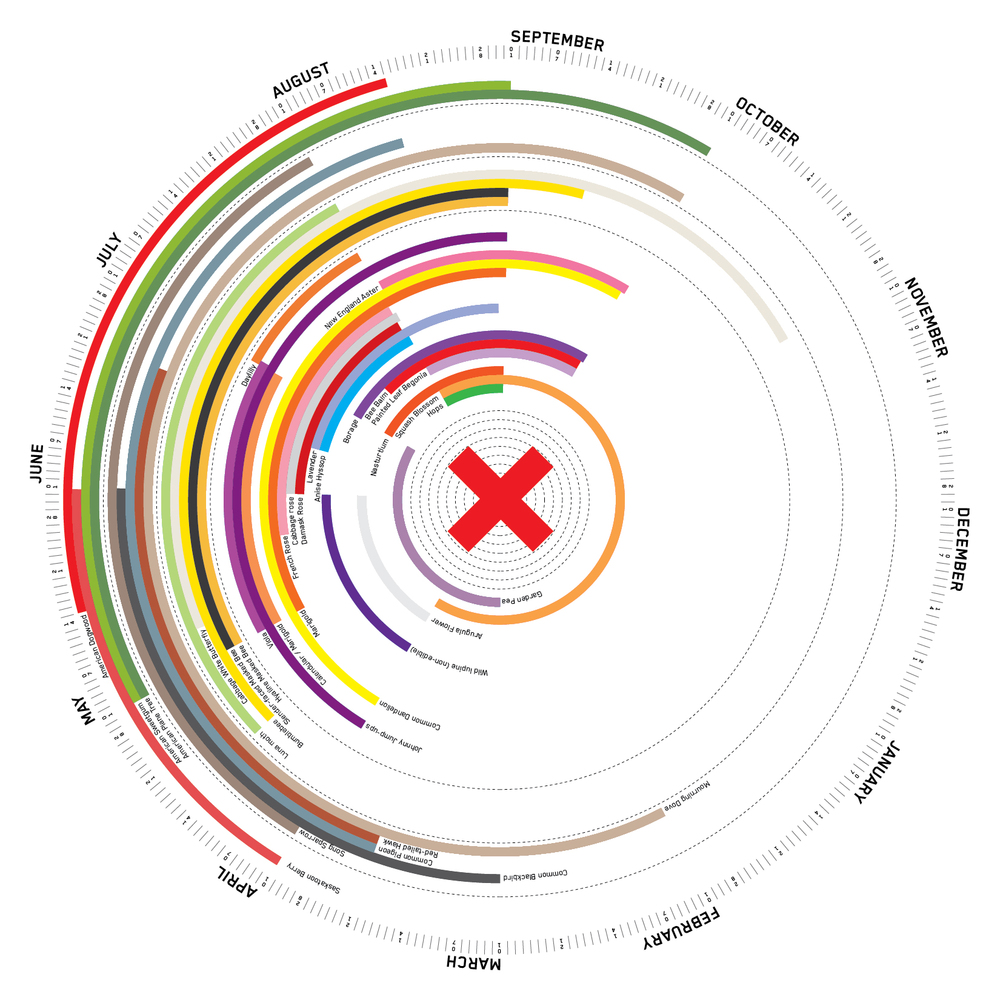 SEPTEMBER
OCTOBER
NOVEMBER
DECEMBER
JANUARY
FEBRUARY
MARCH
APRIL
MAY
JUNE
JULY
AUGUST
American Dogwood
Saskatoon Berry
American Sweetgum
American Plane Tree
Song Sparrow
Common Blackbird
Common Pigeon
Red-tailed Hawk
Mourning Dove
Luna moth
Cabbage White Butterfly
Bumblebee
Slender-faced Masked Bee
Hyaline Masked Bee
Daylily
Viola
Johnny Jump-ups
Calendular / Marigold
New England Aster
Common Dandelion
Marigold
French Rose
Cabbage rose
Damask Rose
Lavender
Anise Hyssop
Wild lupine (non-edible)
Borage
Bee Balm
Painted Leaf Begonia
Arugula Flower
Nasturtium
Squash Blossom
Hops
Garden Pea